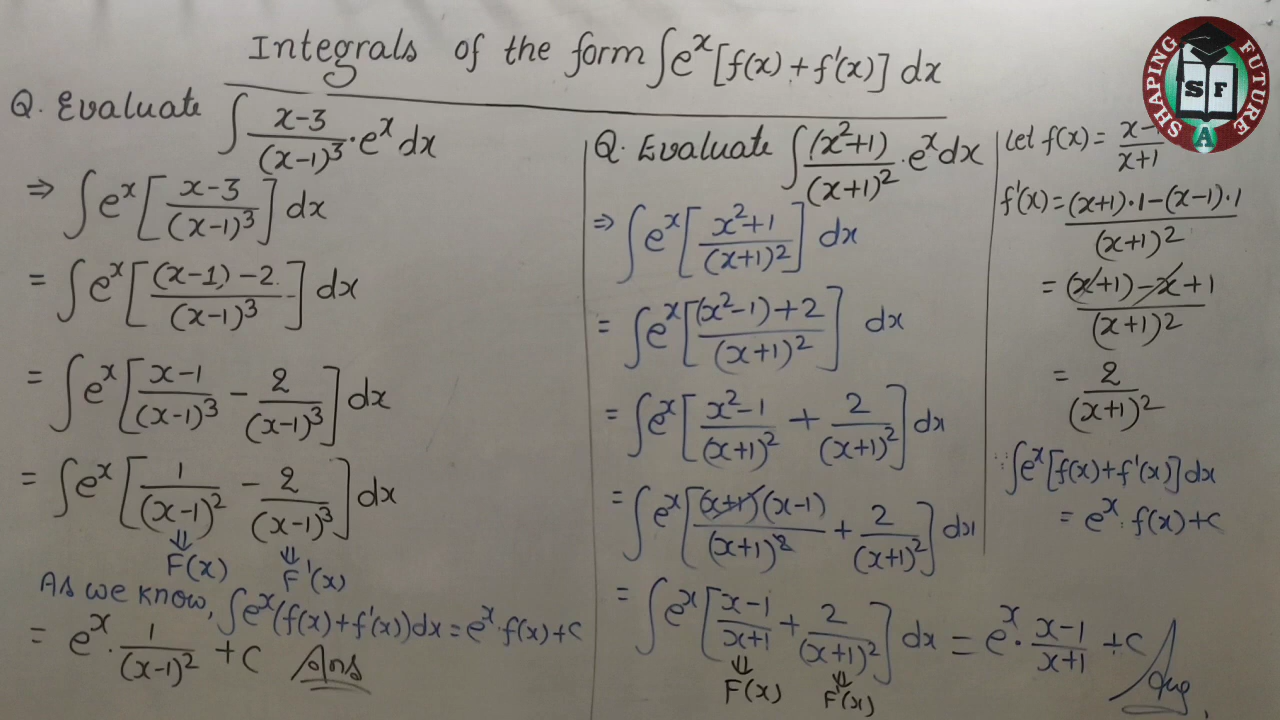 Integrals of the form ∫eˣ[f(x) + f'(x)] dx
Q. Evaluate ∫ (x-3)/(x-1)³ · eˣ dx
⇒ ∫eˣ[(x-3)/(x-1)³] dx
= ∫eˣ[((x-1)-2)/(x-1)³] dx
= ∫eˣ[(x-1)/(x-1)³ - 2/(x-1)³] dx
= ∫eˣ[1/(x-1)² - 2/(x-1)³] dx
⇓ ⇓
F(x) F'(x)
As we know, ∫eˣ(f(x)+f'(x))dx = eˣ·f(x)+c
= eˣ · 1/(x-1)² + c Ans
Q. Evaluate ∫ (x²+1)/(x+1)² · eˣ dx
⇒ ∫eˣ[(x²+1)/(x+1)²] dx
= ∫eˣ[((x²-1)+2)/(x+1)²] dx
= ∫eˣ[(x²-1)/(x+1)² + 2/(x+1)²] dx
= ∫eˣ[(x+1)(x-1)/(x+1)² + 2/(x+1)²] dx
= ∫eˣ[(x-1)/(x+1) + 2/(x+1)²] dx = eˣ · (x-1)/(x+1) + c Ans
⇓ ⇓
F(x) F'(x)
Let f(x) = (x-)/(x+1)
f'(x) = ((x+1)·1-(x-1)·1)/(x+1)²
= ((x+1)-x+1)/(x+1)²
= 2/(x+1)²
∵ ∫eˣ[f(x)+f'(x)]dx
= eˣ·f(x)+c
SHAPING FUTURE
S F
A